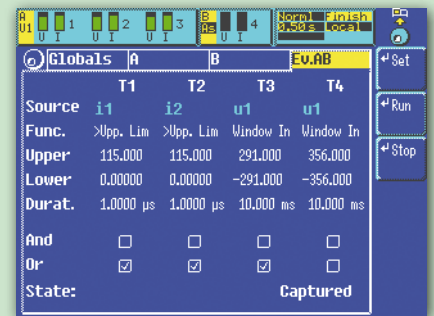 A U1 1 2 3 B As 4 Norml Finish
U I U I U I U I 0.50 s Local
Globals A B Ev.AB
T1 T2 T3 T4
Source i1 i2 u1 u1
Func. >Upp. Lim >Upp. Lim Window In Window In
Upper 115.000 115.000 291.000 356.000
Lower 0.00000 0.00000 -291.000 -356.000
Durat. 1.0000 µs 1.0000 µs 10.000 ms 10.000 ms
And
Or
State: Captured
Set
Run
Stop